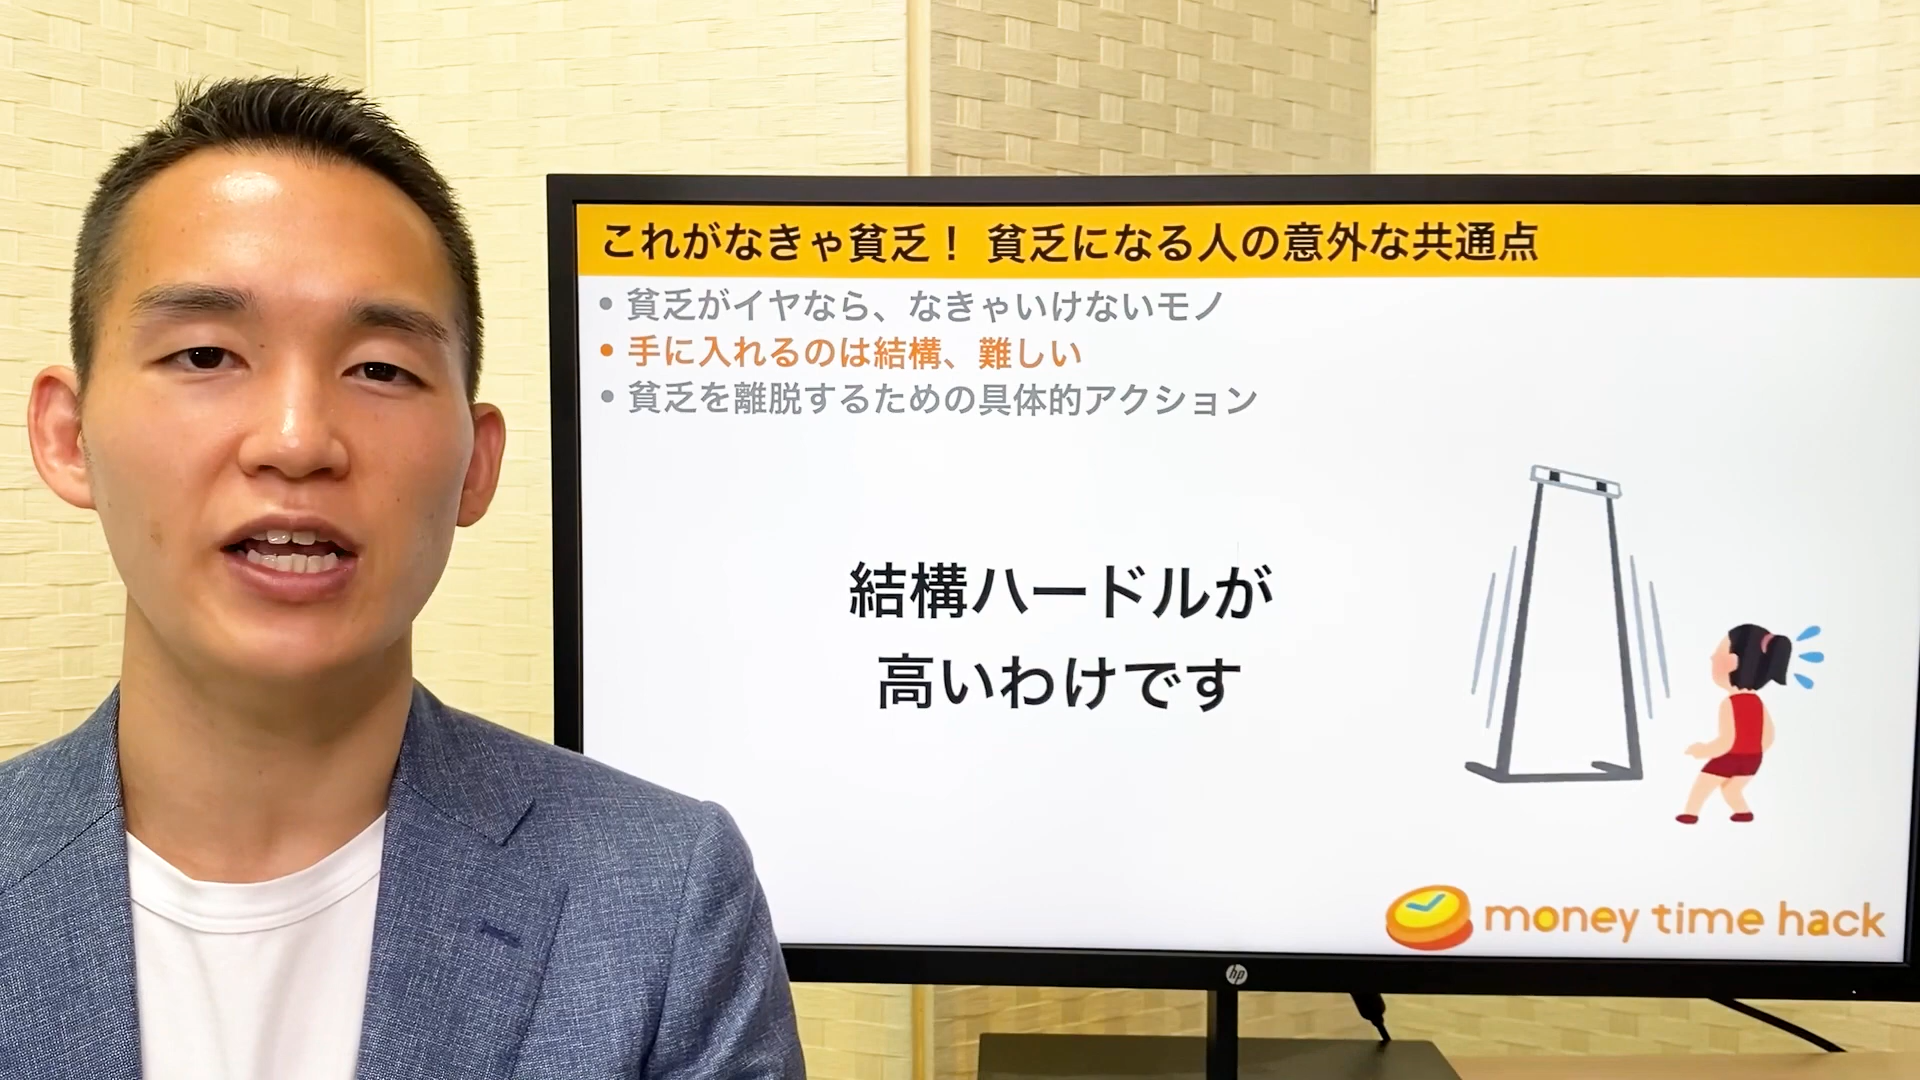 これがなきゃ貧乏！ 貧乏になる人の意外な共通点
• 貧乏がイヤなら、なきゃいけないモノ
• 手に入れるのは結構、難しい
• 貧乏を離脱するための具体的アクション
結構ハードルが
高いわけです
money time hack
hp